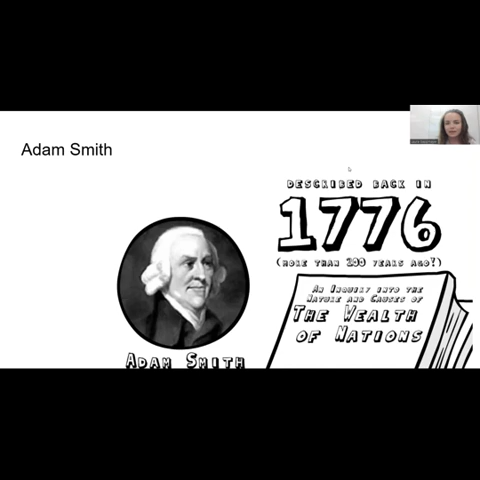 Adam Smith
DESCRIBED BACK IN
1776
(MORE THAN 200 YEARS AGO!)
AN INQUIRY INTO THE
NATURE AND CAUSES OF
THE WEALTH
OF NATIONS
ADAM SMITH